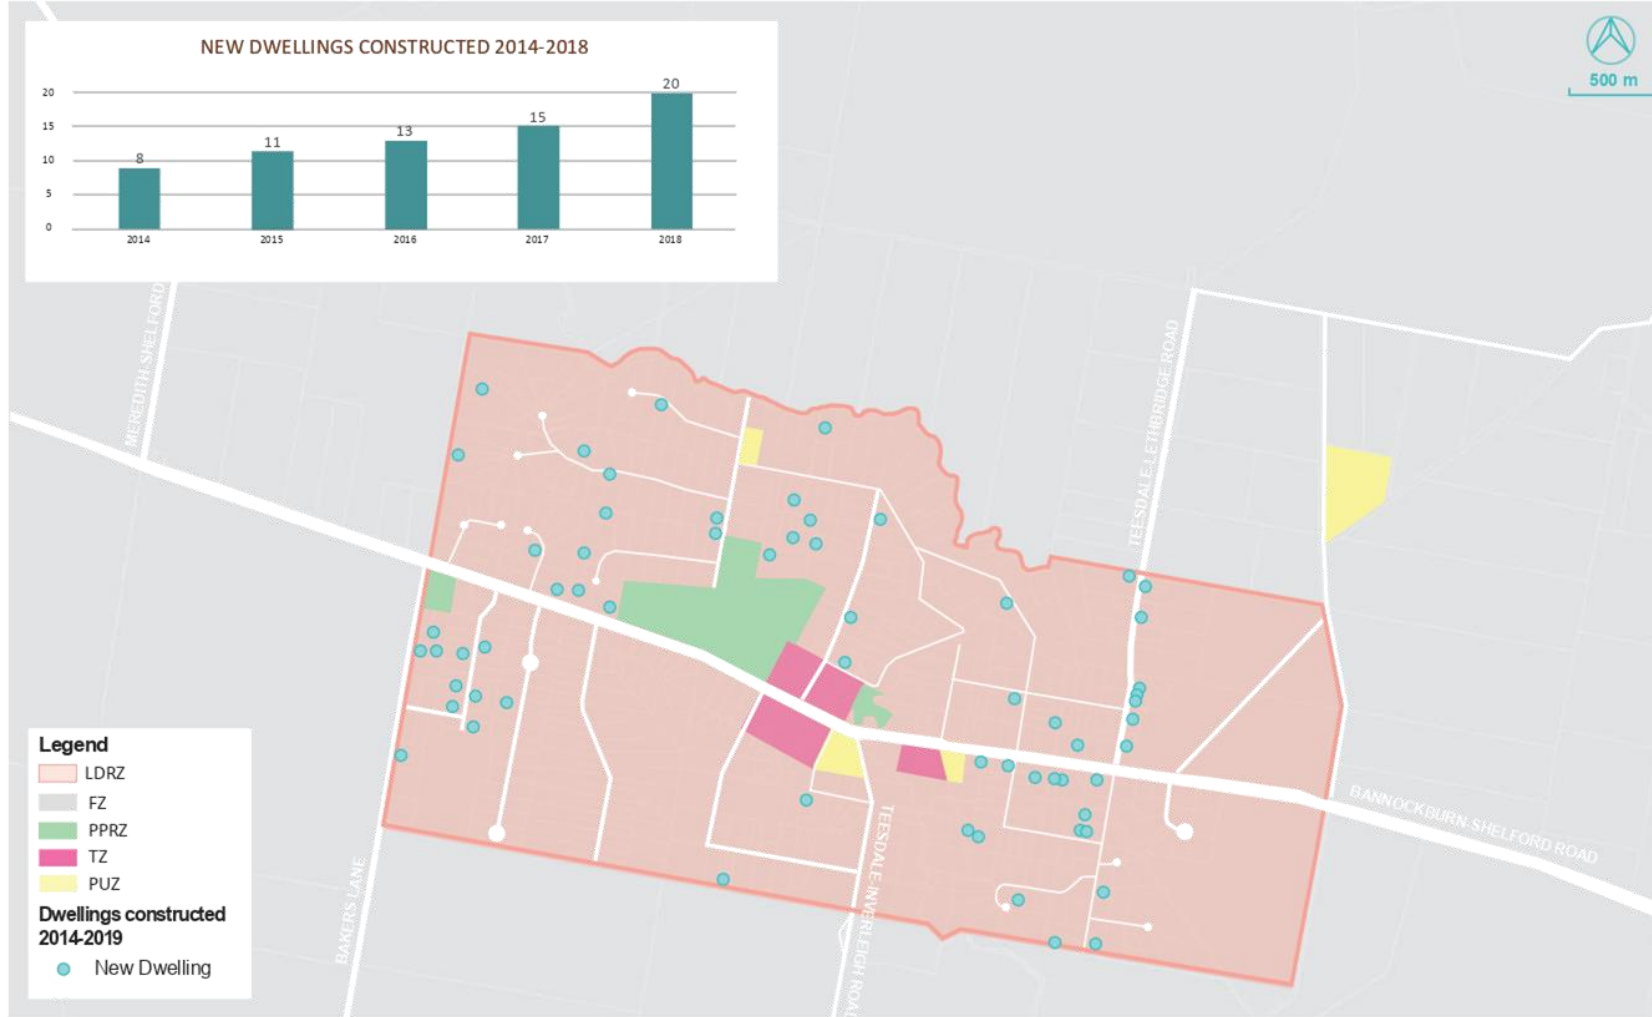 NEW DWELLINGS CONSTRUCTED 2014-2018
20
15
10
5
0
8
11
13
15
20
2014
2015
2016
2017
2018
500 m
MEREDITH-SHELFORD
TEESDALE-LETHBRIDGE ROAD
BANNOCKBURN-SHELFORD ROAD
TEESDALE-INVERLEIGH ROAD
BAKERS LANE
Legend
LDRZ
FZ
PPRZ
TZ
PUZ
Dwellings constructed
2014-2019
New Dwelling